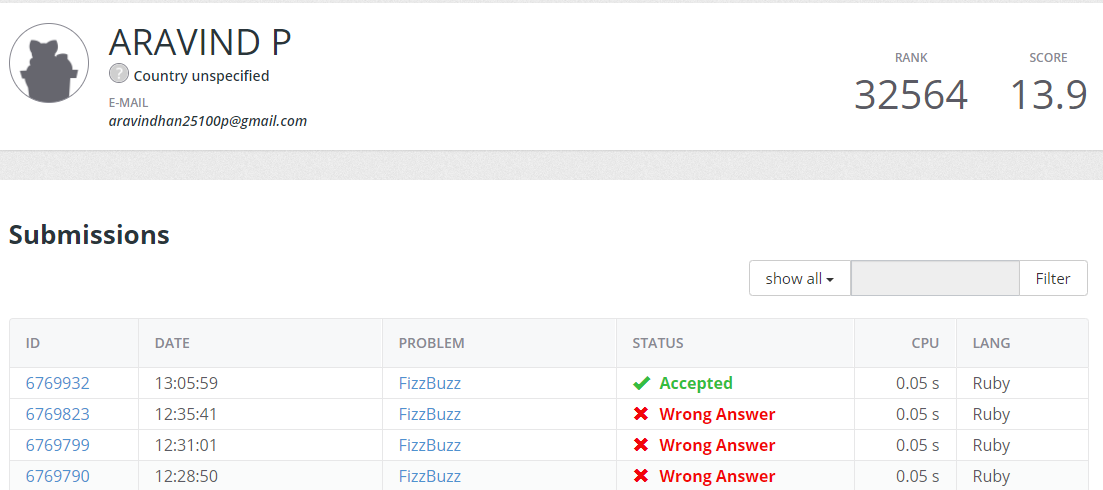 ARAVIND P
? Country unspecified
E-MAIL
aravindhan25100p@gmail.com
RANK SCORE
32564 13.9
Submissions
show all Filter
ID DATE PROBLEM STATUS CPU LANG
6769932 13:05:59 FizzBuzz Accepted 0.05 s Ruby
6769823 12:35:41 FizzBuzz Wrong Answer 0.05 s Ruby
6769799 12:31:01 FizzBuzz Wrong Answer 0.05 s Ruby
6769790 12:28:50 FizzBuzz Wrong Answer 0.05 s Ruby